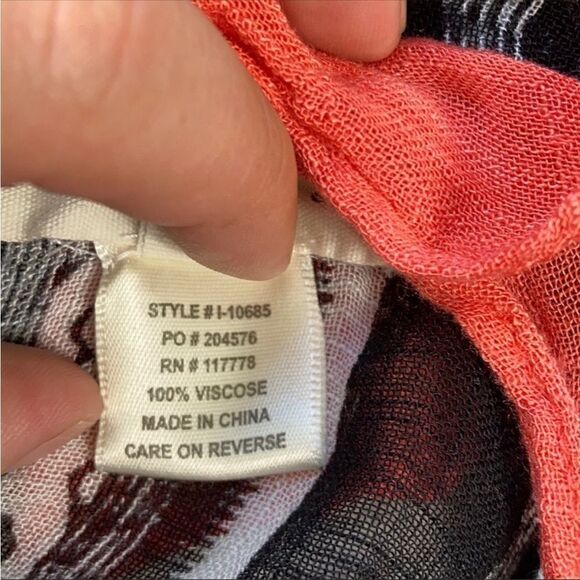 STYLE # I-10685
PO # 204576
RN # 117778
100% VISCOSE
MADE IN CHINA
CARE ON REVERSE